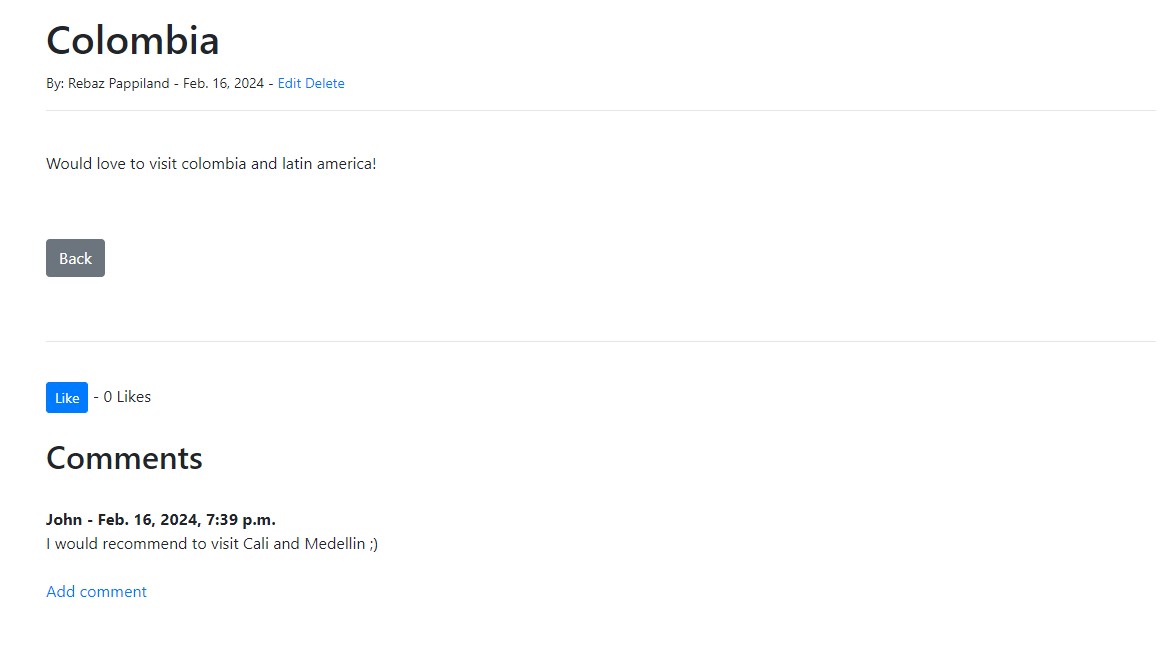 Colombia
By: Rebaz Pappiland - Feb. 16, 2024 - Edit Delete
Would love to visit colombia and latin america!
Back
Like - 0 Likes
Comments
John - Feb. 16, 2024, 7:39 p.m.
I would recommend to visit Cali and Medellin ;)
Add comment